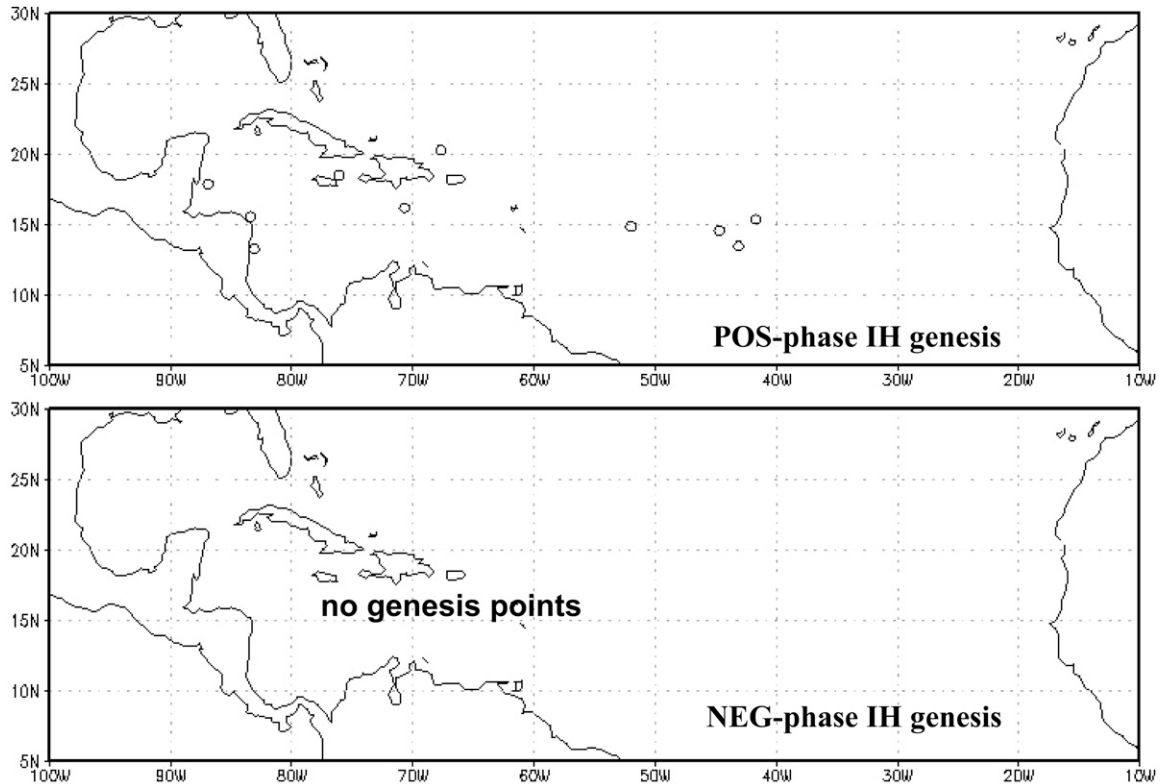 30N
25N
20N
15N
10N
5N
POS-phase IH genesis
100W 90W 80W 70W 60W 50W 40W 30W 20W 10W
30N
25N
20N
15N
no genesis points
10N
NEG-phase IH genesis
5N
100W 90W 80W 70W 60W 50W 40W 30W 20W 10W